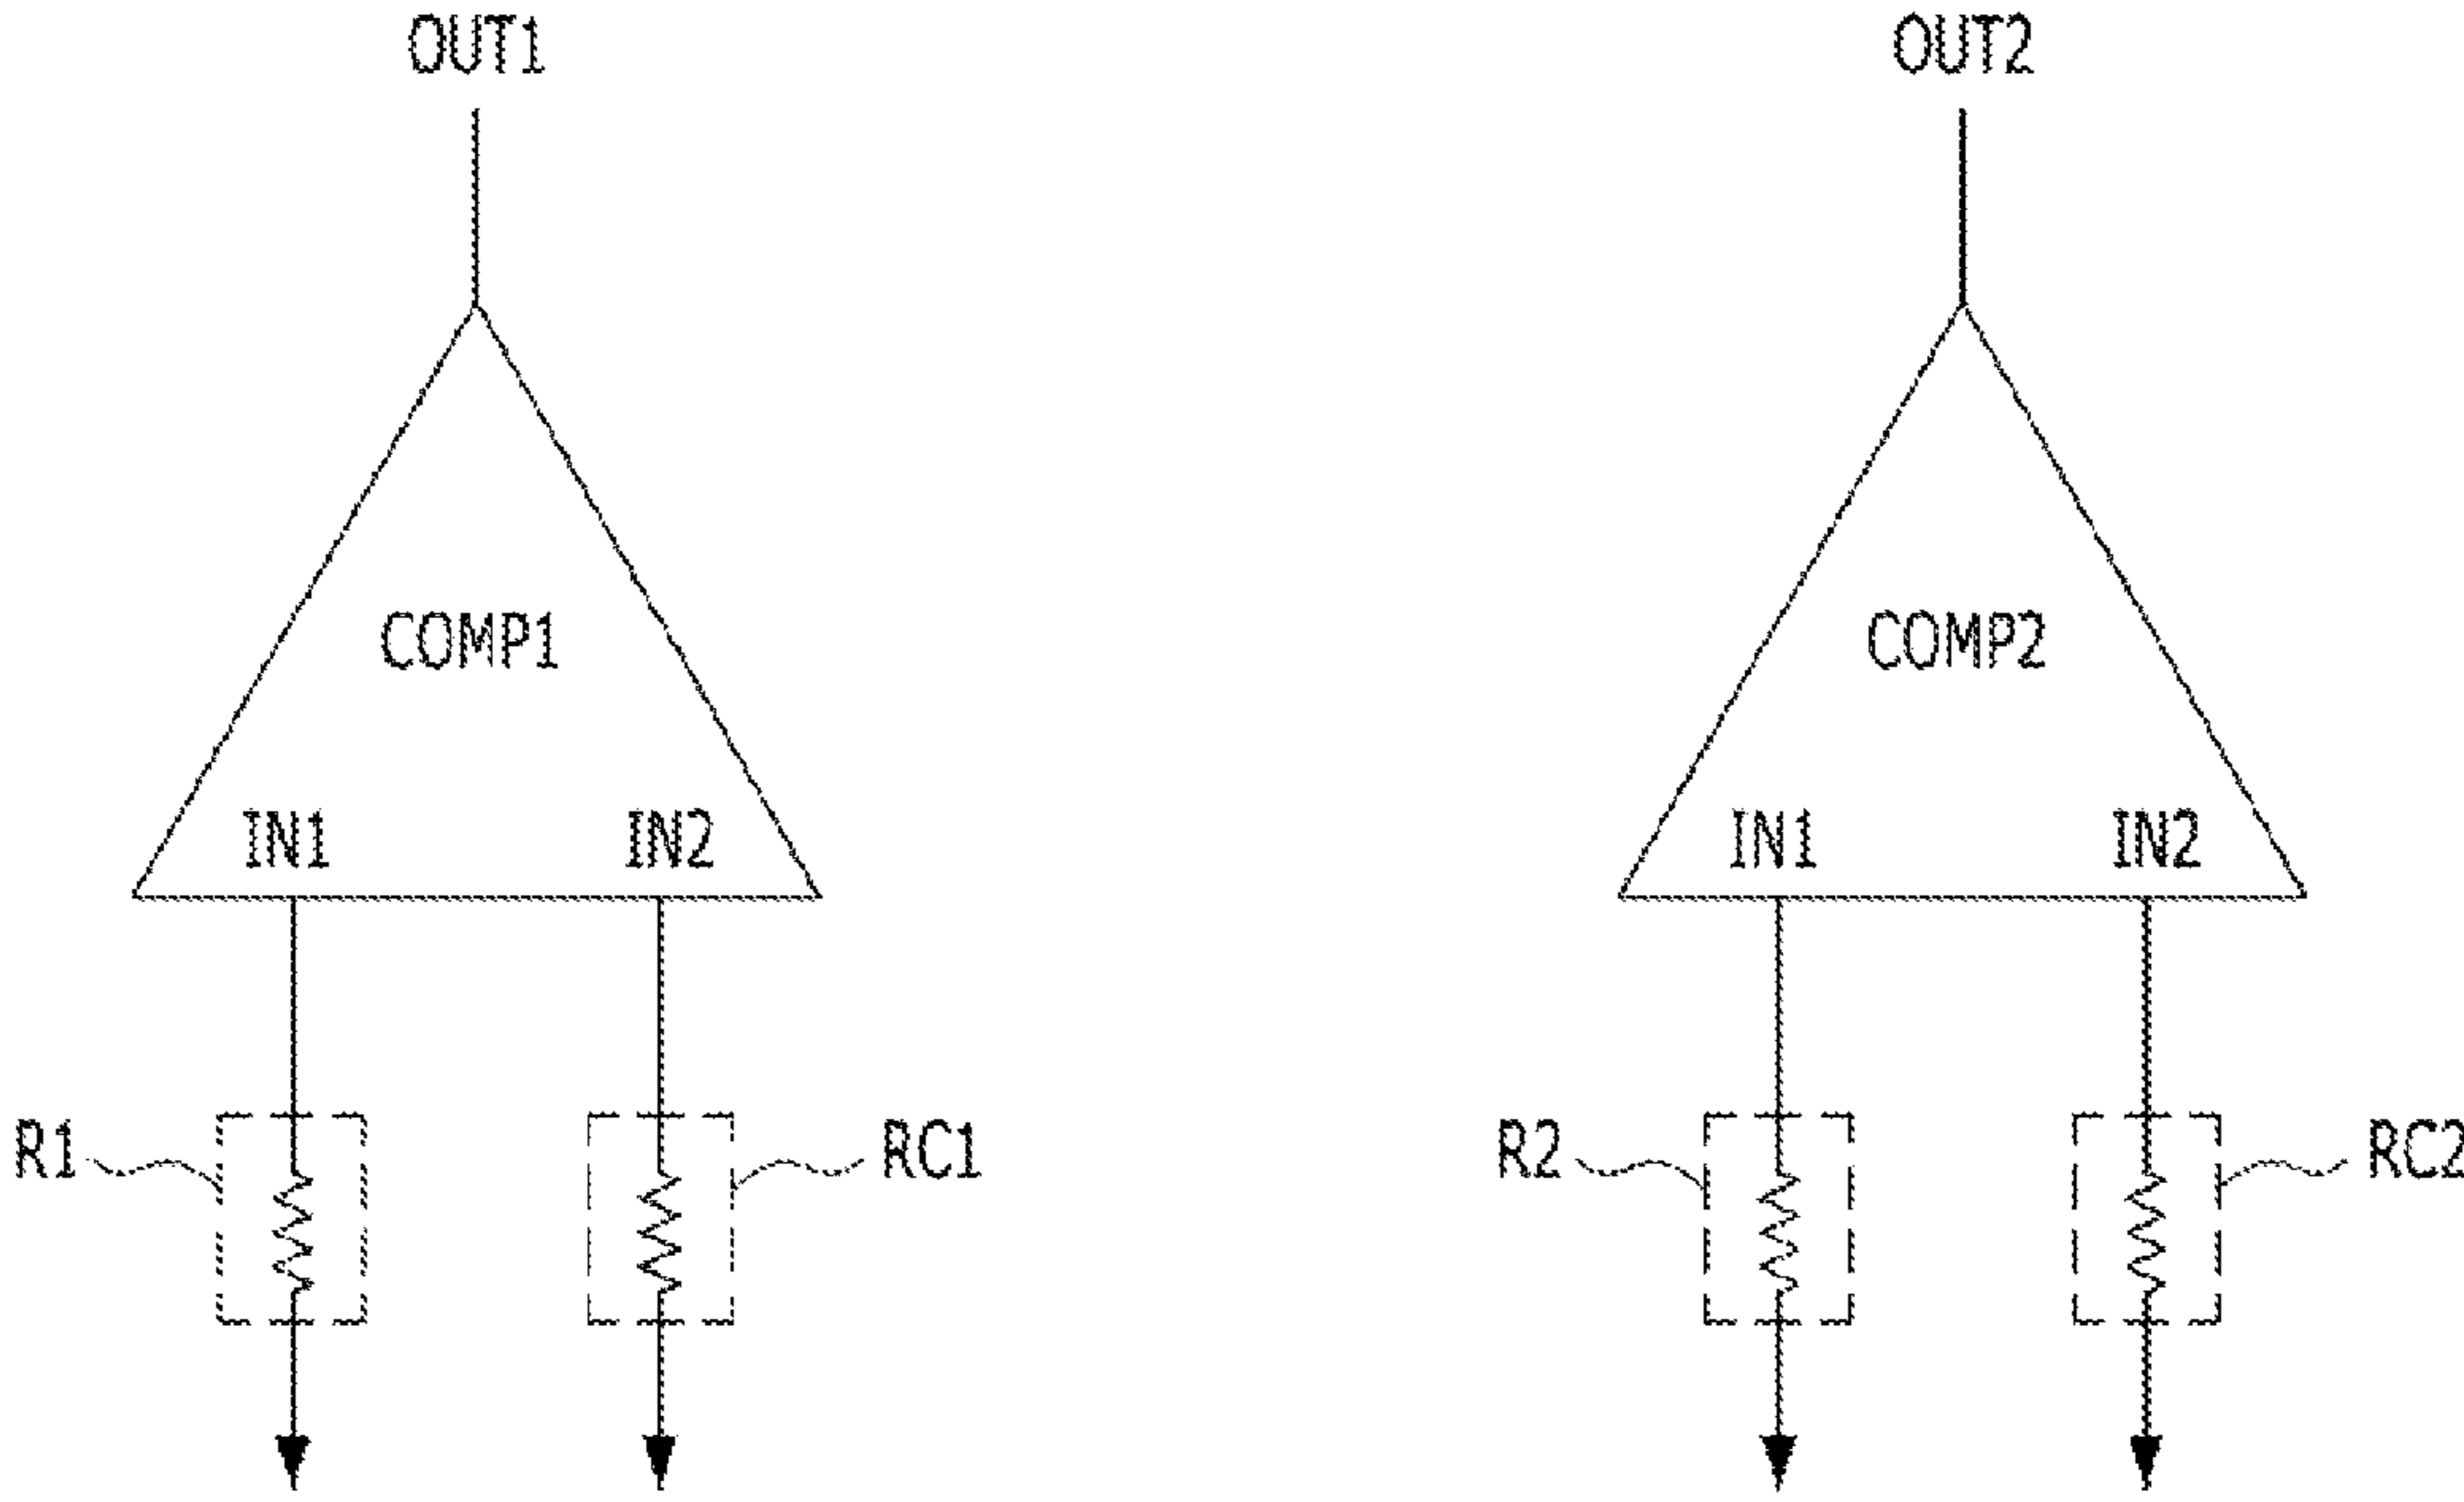 OUT1 OUT2
COMP1 COMP2
IN1 IN2 IN1 IN2
R1 RC1 R2 RC2